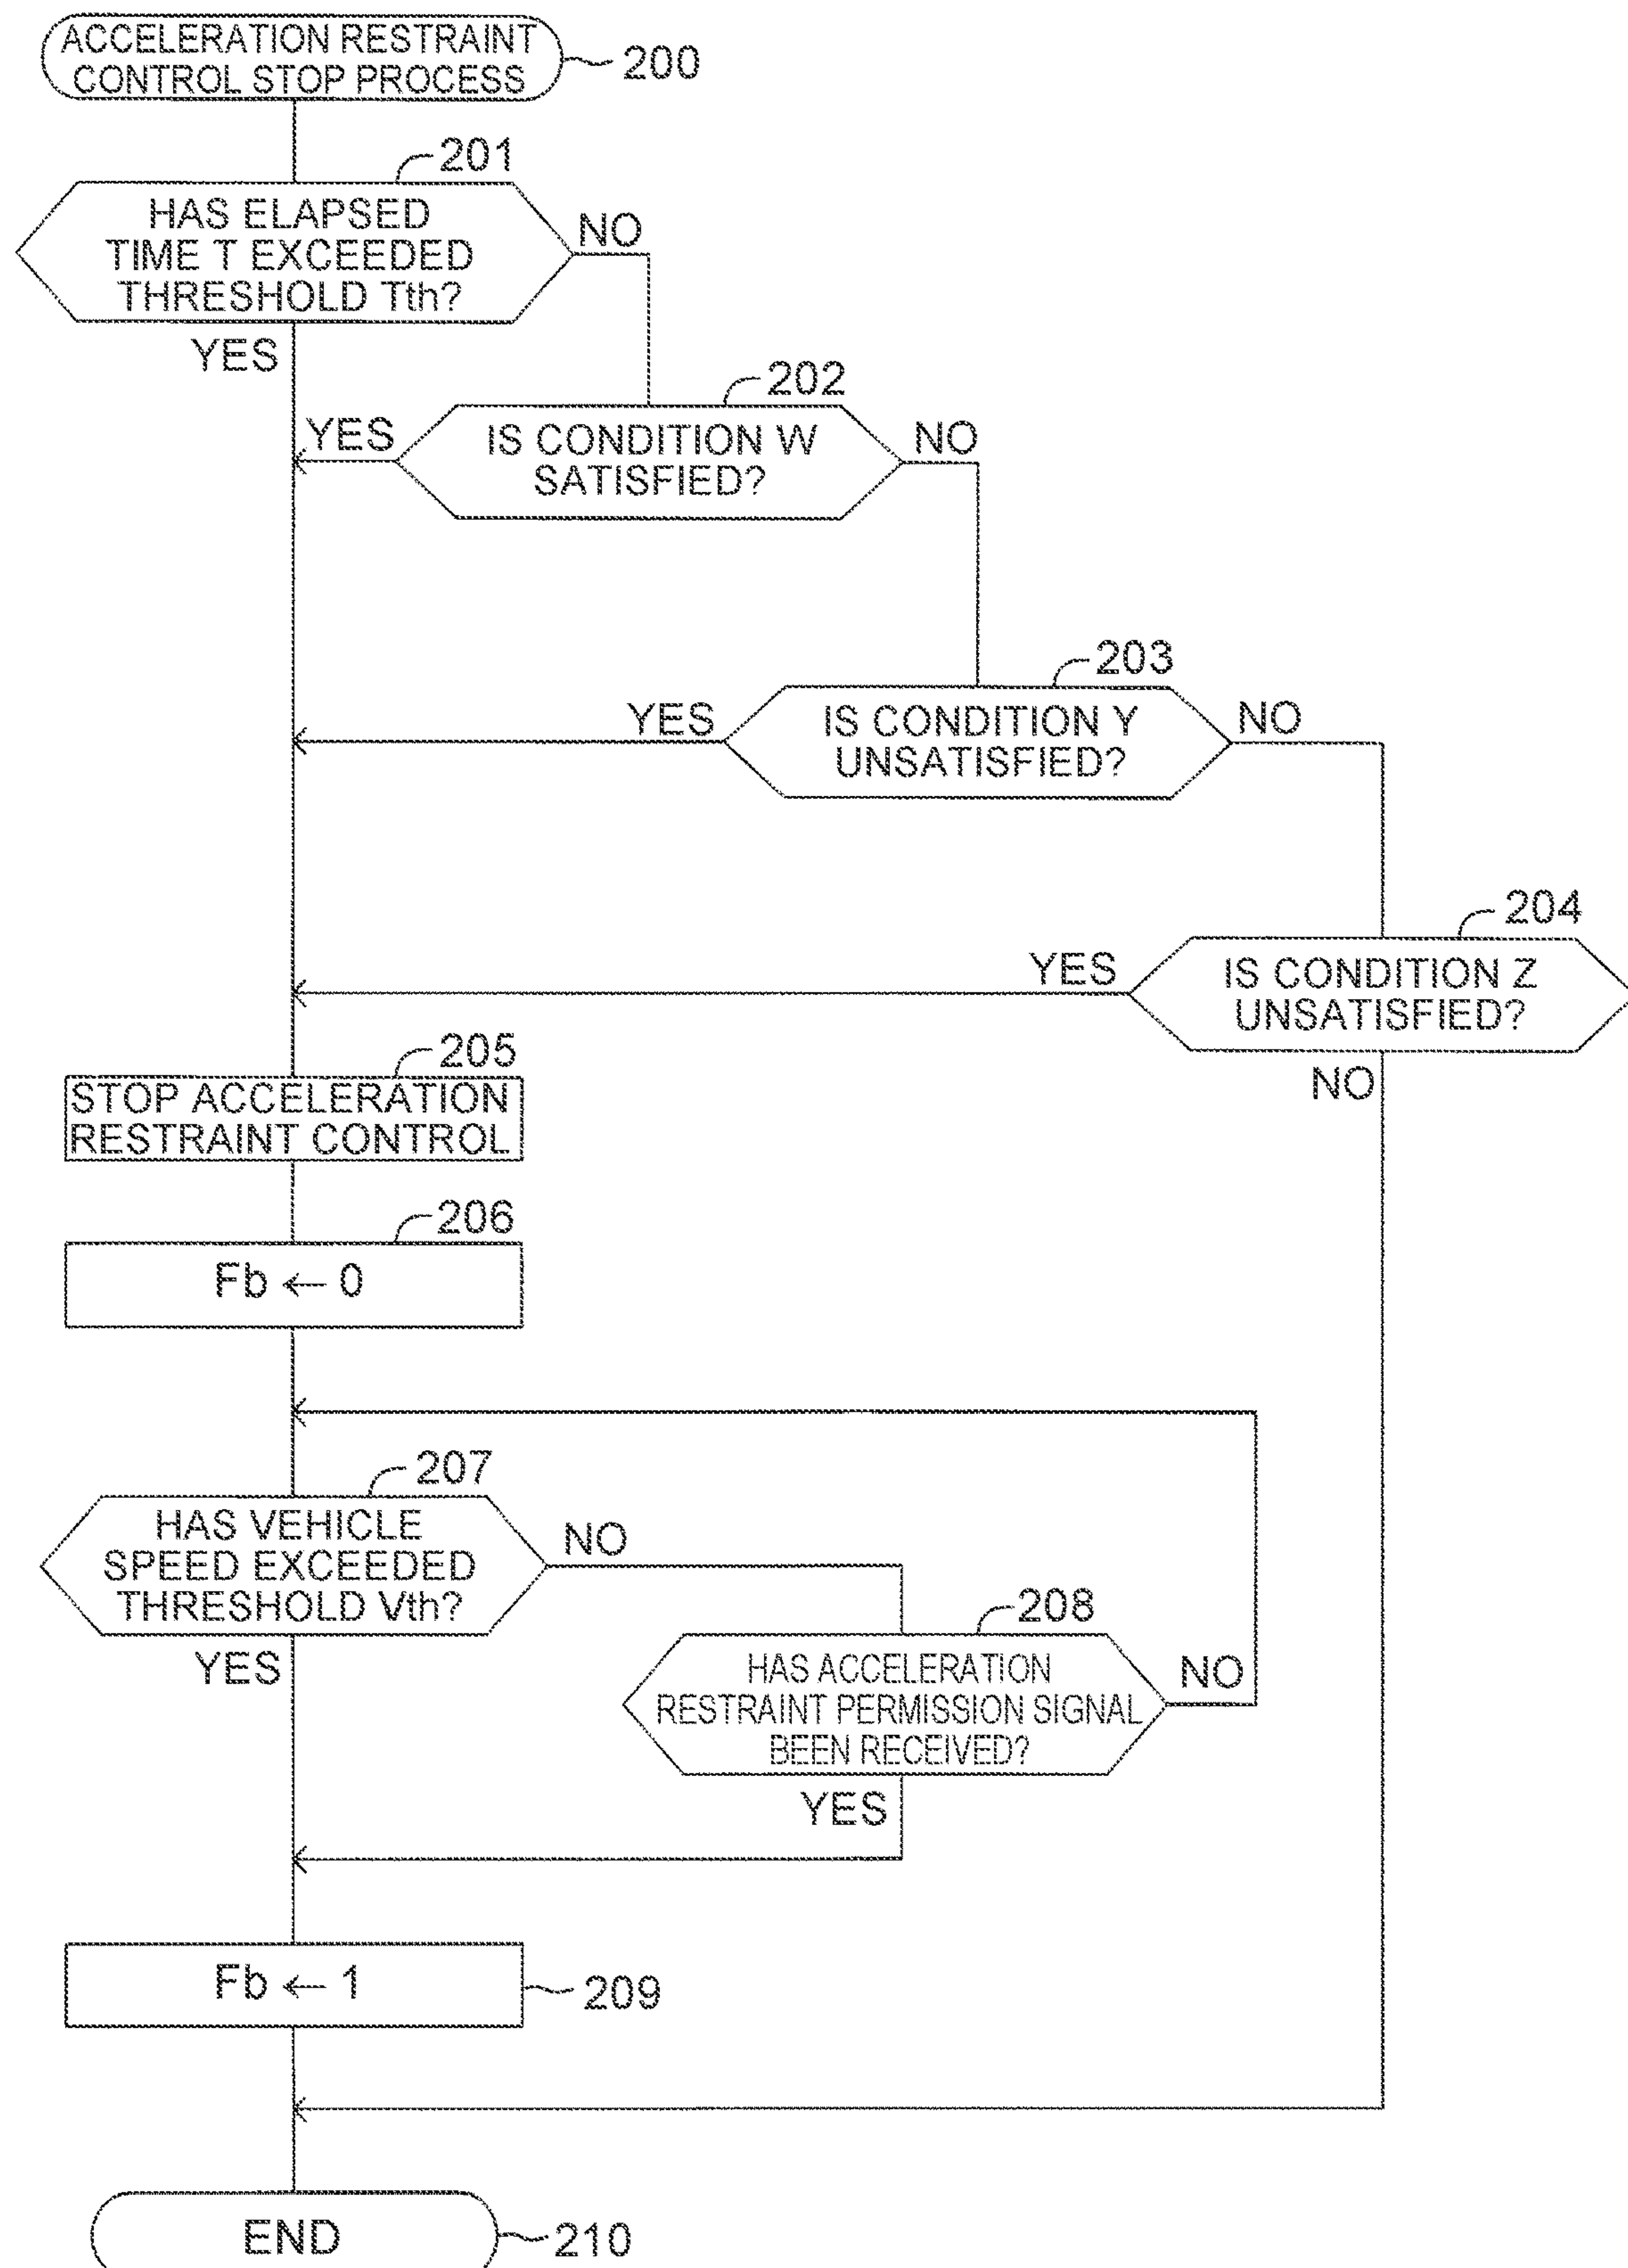 ACCELERATION RESTRAINT
CONTROL STOP PROCESS
200
201
HAS ELAPSED
TIME T EXCEEDED
THRESHOLD Tth?
NO
YES
202
YES
IS CONDITION W
SATISFIED?
NO
203
YES
IS CONDITION Y
UNSATISFIED?
NO
204
YES
IS CONDITION Z
UNSATISFIED?
NO
205
STOP ACCELERATION
RESTRAINT CONTROL
206
Fb ← 0
207
HAS VEHICLE
SPEED EXCEEDED
THRESHOLD Vth?
NO
YES
208
HAS ACCELERATION
RESTRAINT PERMISSION SIGNAL
BEEN RECEIVED?
NO
YES
Fb ← 1
209
END
210